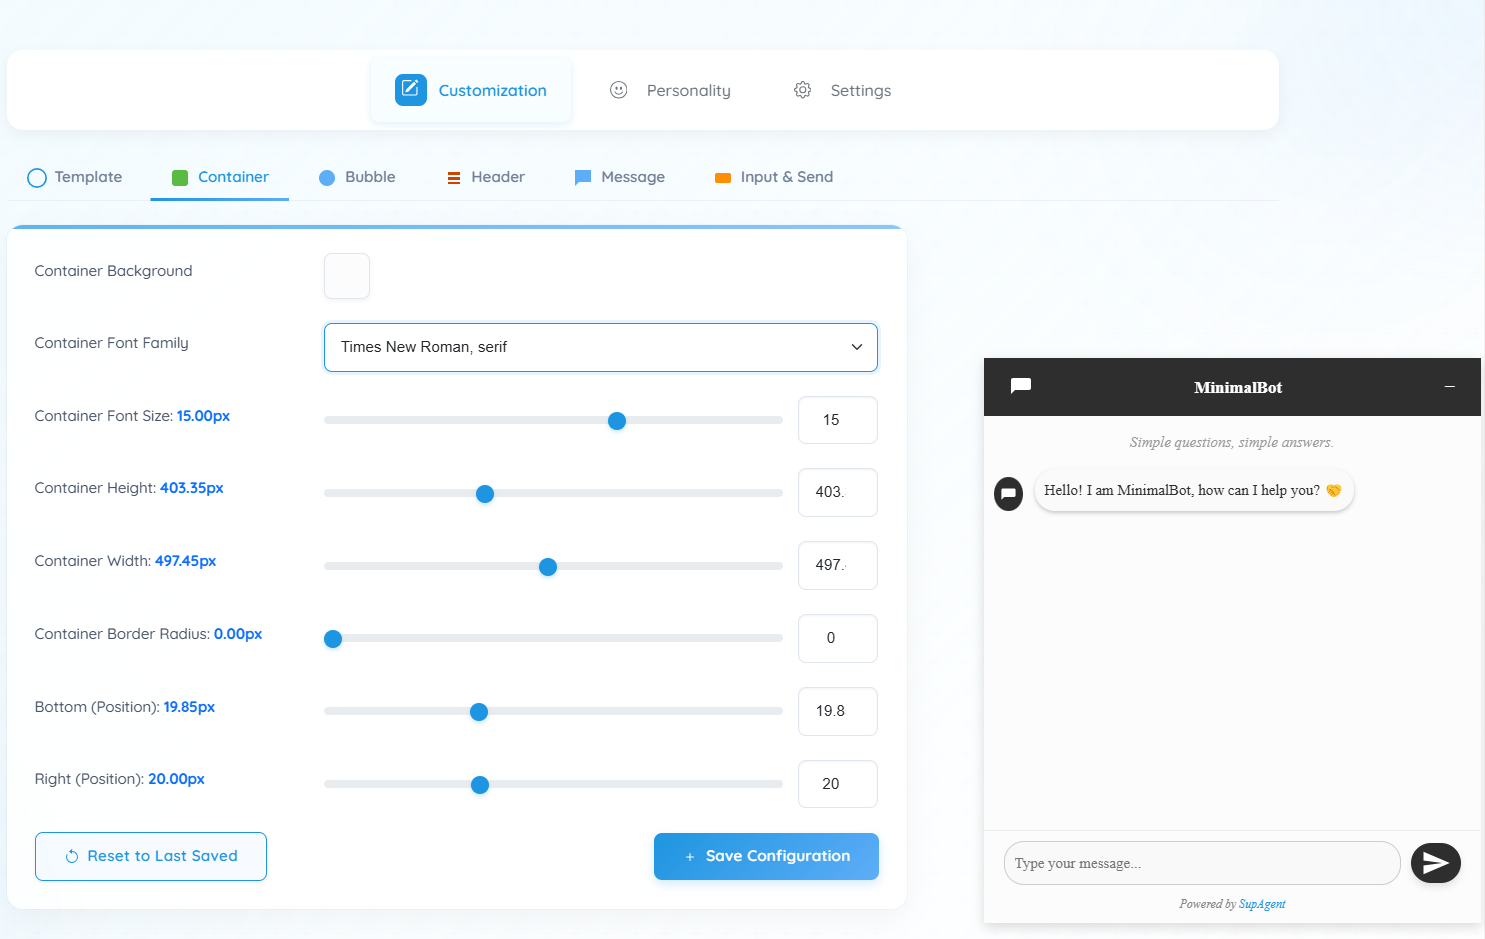 Customization
Personality
Settings
Template
Container
Bubble
Header
Message
Input & Send
Container Background
Container Font Family
Times New Roman, serif
Container Font Size: 15.00px
15
Container Height: 403.35px
403.
Container Width: 497.45px
497.
Container Border Radius: 0.00px
0
Bottom (Position): 19.85px
19.8
Right (Position): 20.00px
20
Reset to Last Saved
+ Save Configuration
MinimalBot
Simple questions, simple answers.
Hello! I am MinimalBot, how can I help you? 🤝
Type your message...
Powered by SupAgent